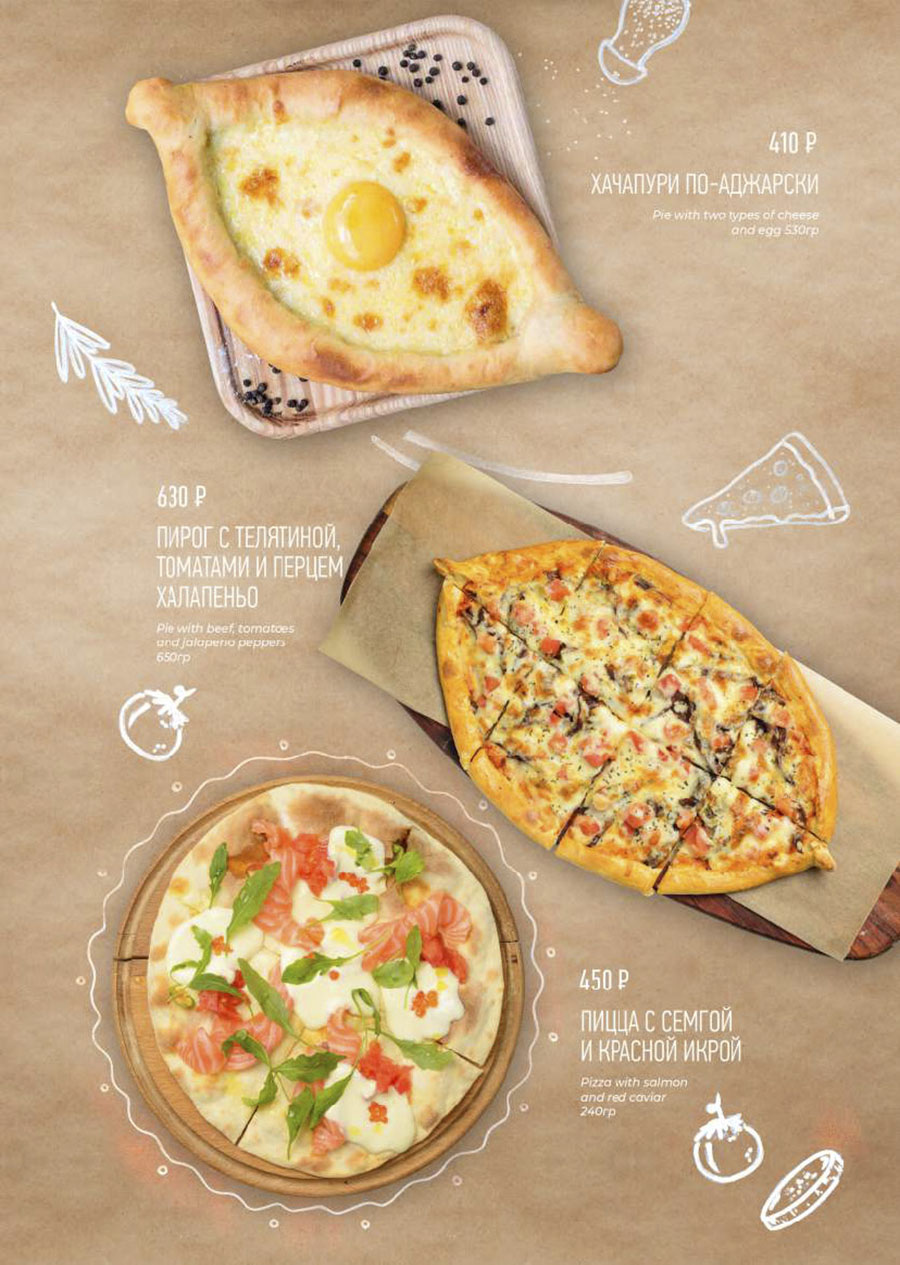 410 ₽
ХАЧАПУРИ ПО-АДЖАРСКИ
Pie with two types of cheese
and egg 530гр
630 ₽
ПИРОГ С ТЕЛЯТИНОЙ,
ТОМАТАМИ И ПЕРЦЕМ
ХАЛАПЕНЬО
Pie with beef, tomatoes
and jalapeno peppers
650гр
450 ₽
ПИЦЦА С СЕМГОЙ
И КРАСНОЙ ИКРОЙ
Pizza with salmon
and red caviar
240гр